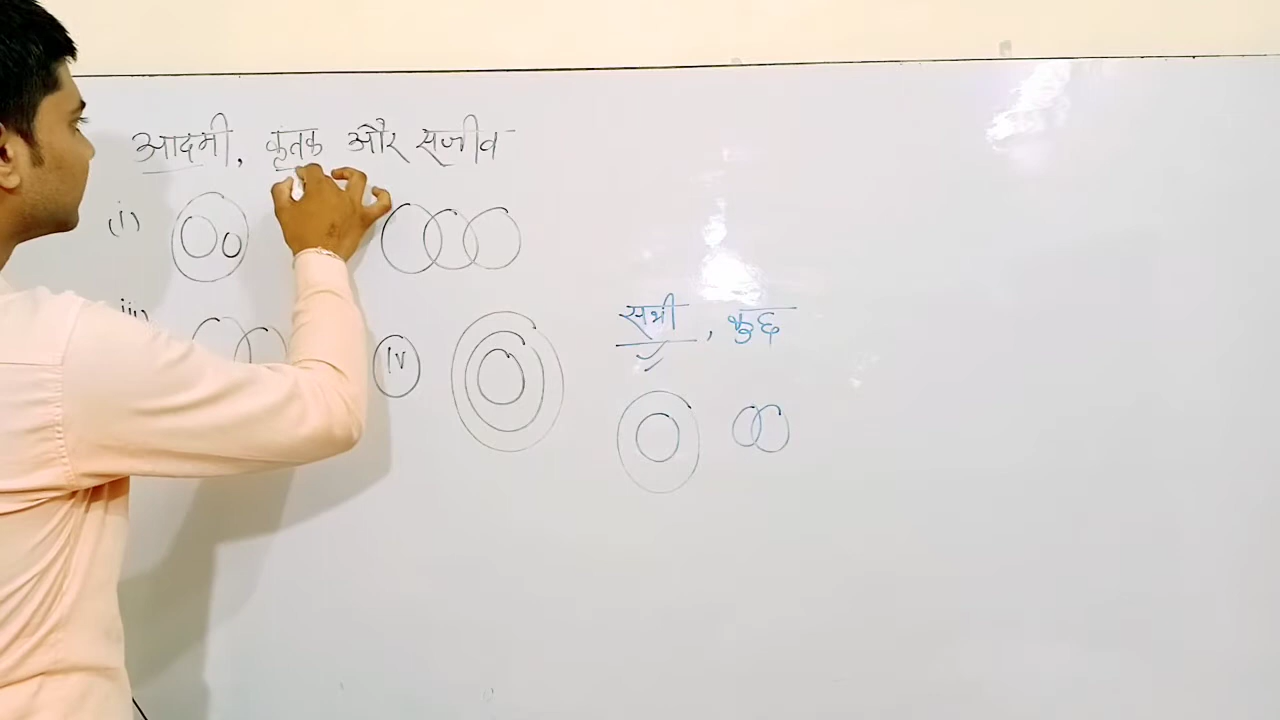 आदमी, कृतक और सजीव
(i)
iii)
IV
सभी, कुछ